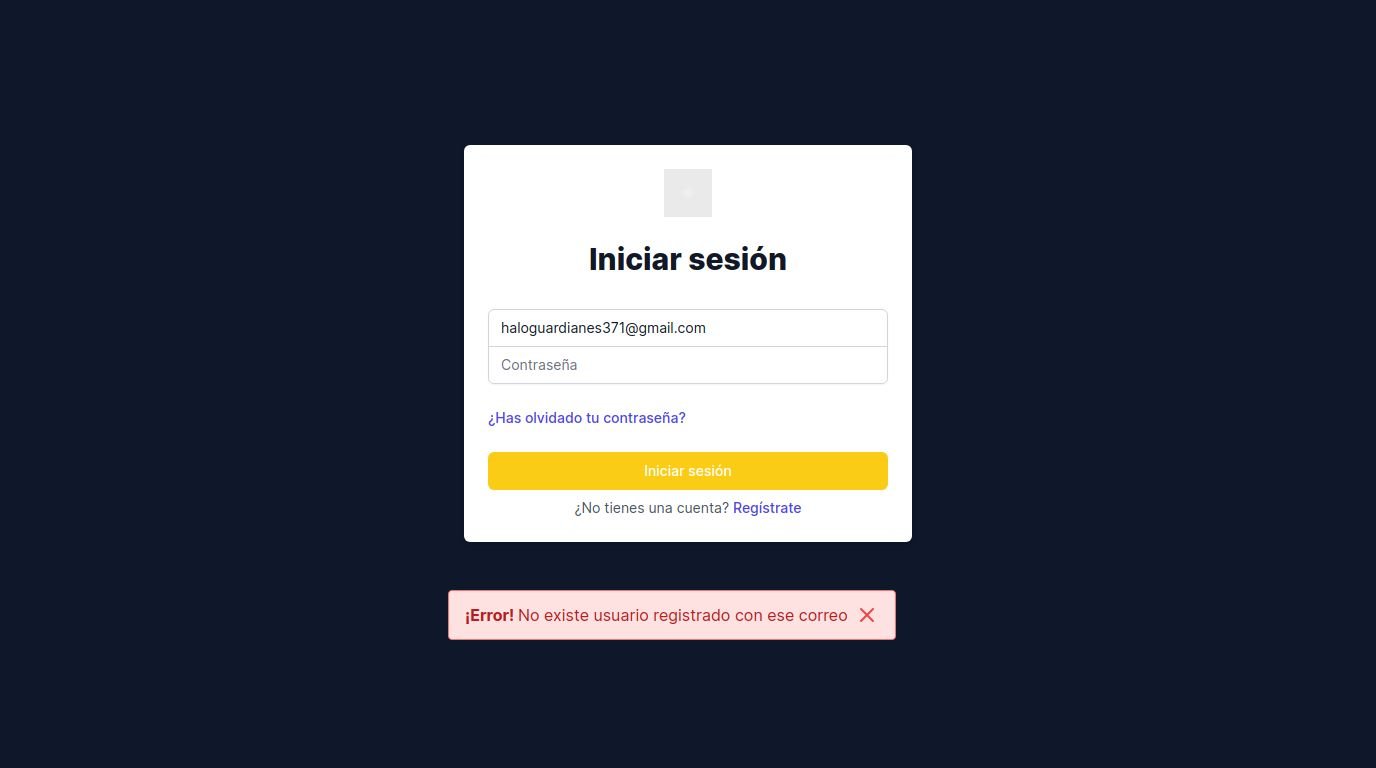 Iniciar sesión
haloguardianes371@gmail.com
Contraseña
¿Has olvidado tu contraseña?
Iniciar sesión
¿No tienes una cuenta? Regístrate
¡Error! No existe usuario registrado con ese correo